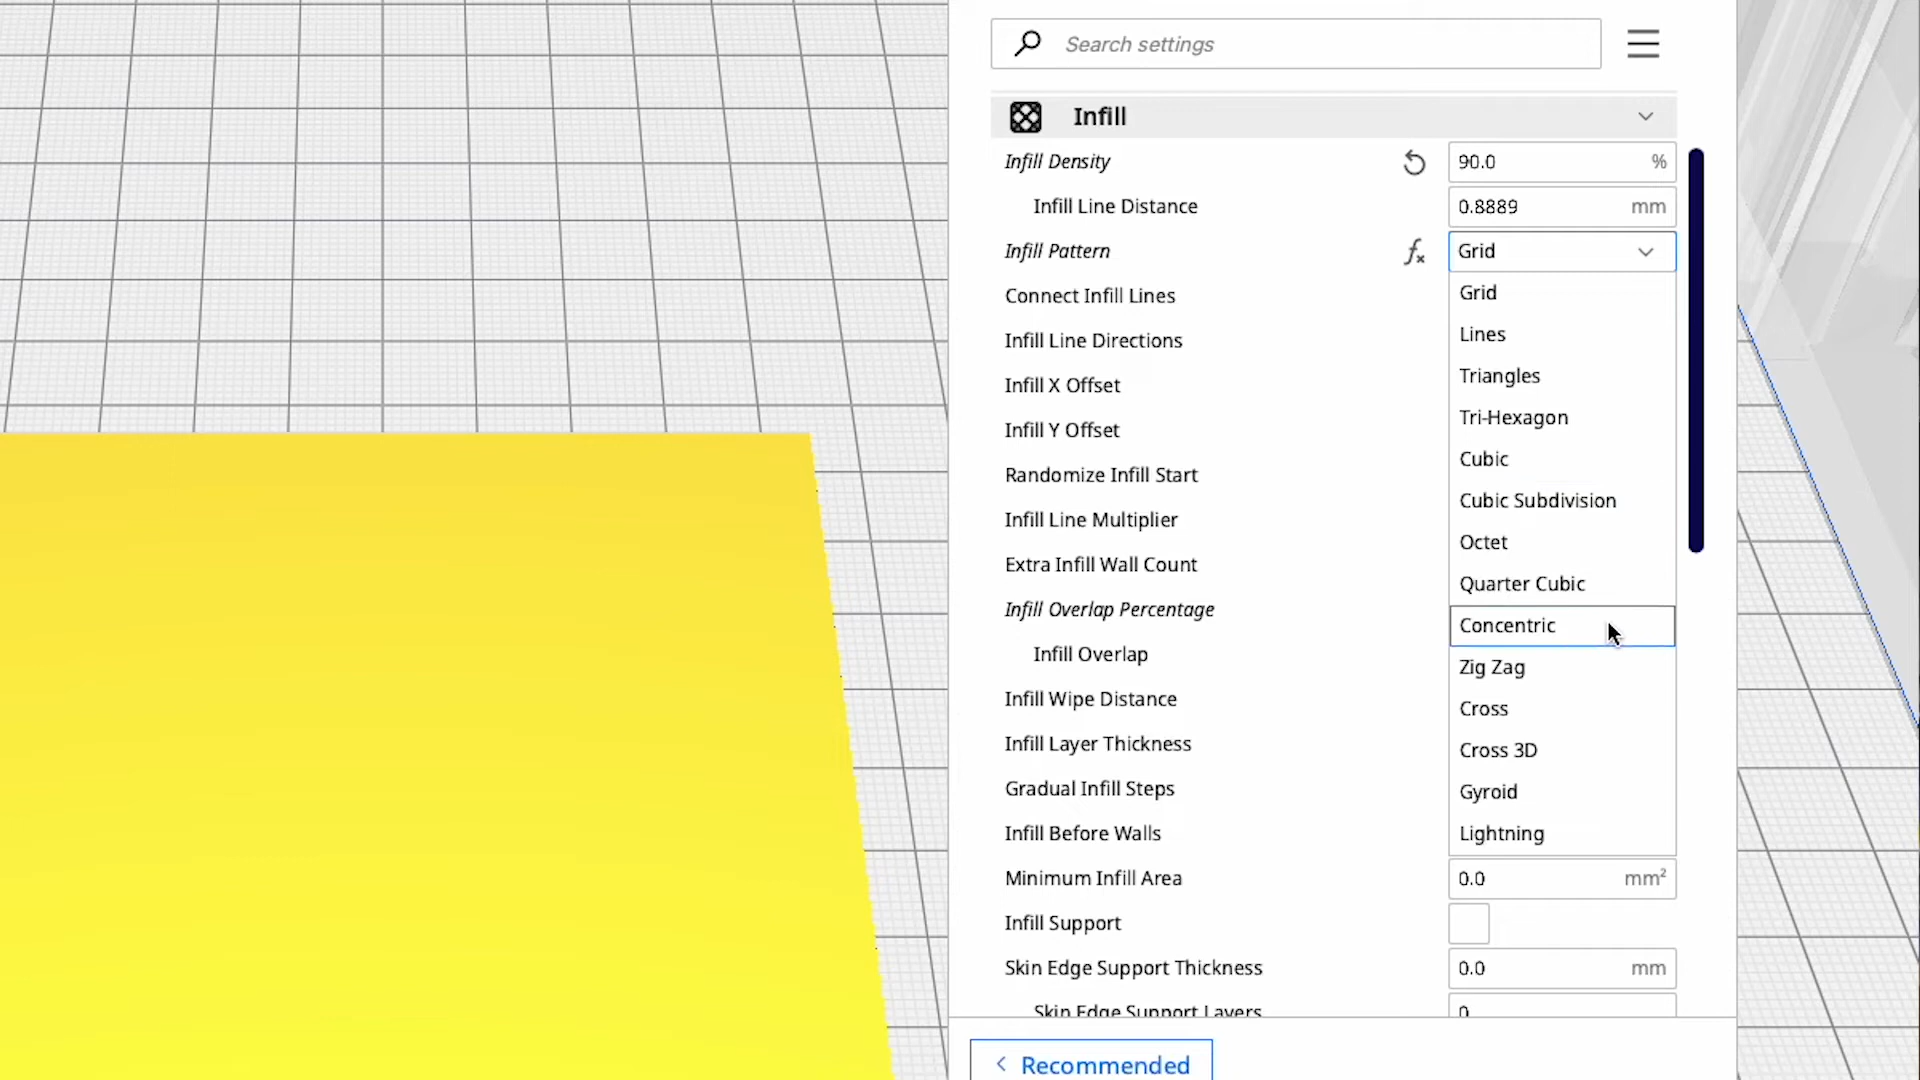 Search settings
Infill
Infill Density 90.0 %
Infill Line Distance 0.8889 mm
Infill Pattern Grid
Grid
Connect Infill Lines
Lines
Infill Line Directions
Triangles
Infill X Offset
Tri-Hexagon
Infill Y Offset
Cubic
Randomize Infill Start
Cubic Subdivision
Infill Line Multiplier
Octet
Extra Infill Wall Count
Quarter Cubic
Infill Overlap Percentage
Concentric
Infill Overlap
Zig Zag
Infill Wipe Distance
Cross
Infill Layer Thickness
Cross 3D
Gradual Infill Steps
Gyroid
Infill Before Walls
Lightning
Minimum Infill Area 0.0 mm²
Infill Support
Skin Edge Support Thickness 0.0 mm
Skin Edge Support Layers 0
Recommended